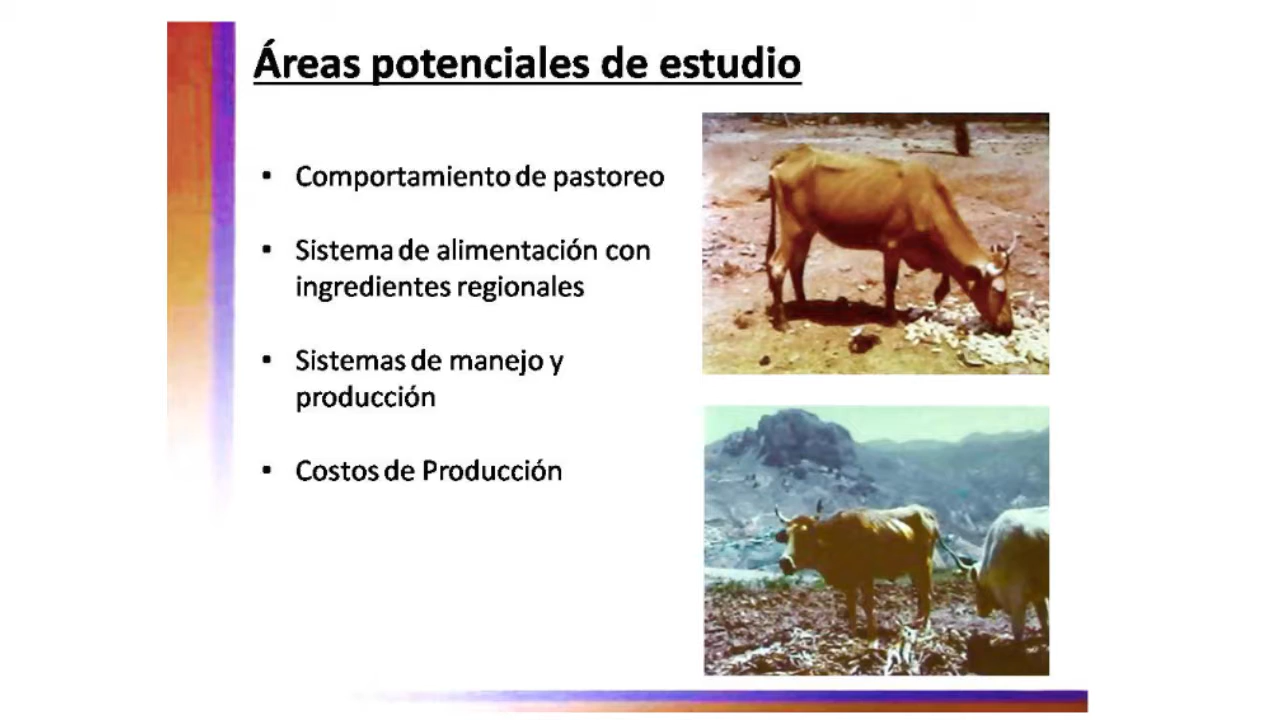 Áreas potenciales de estudio
• Comportamiento de pastoreo
• Sistema de alimentación con
ingredientes regionales
• Sistemas de manejo y
producción
• Costos de Producción